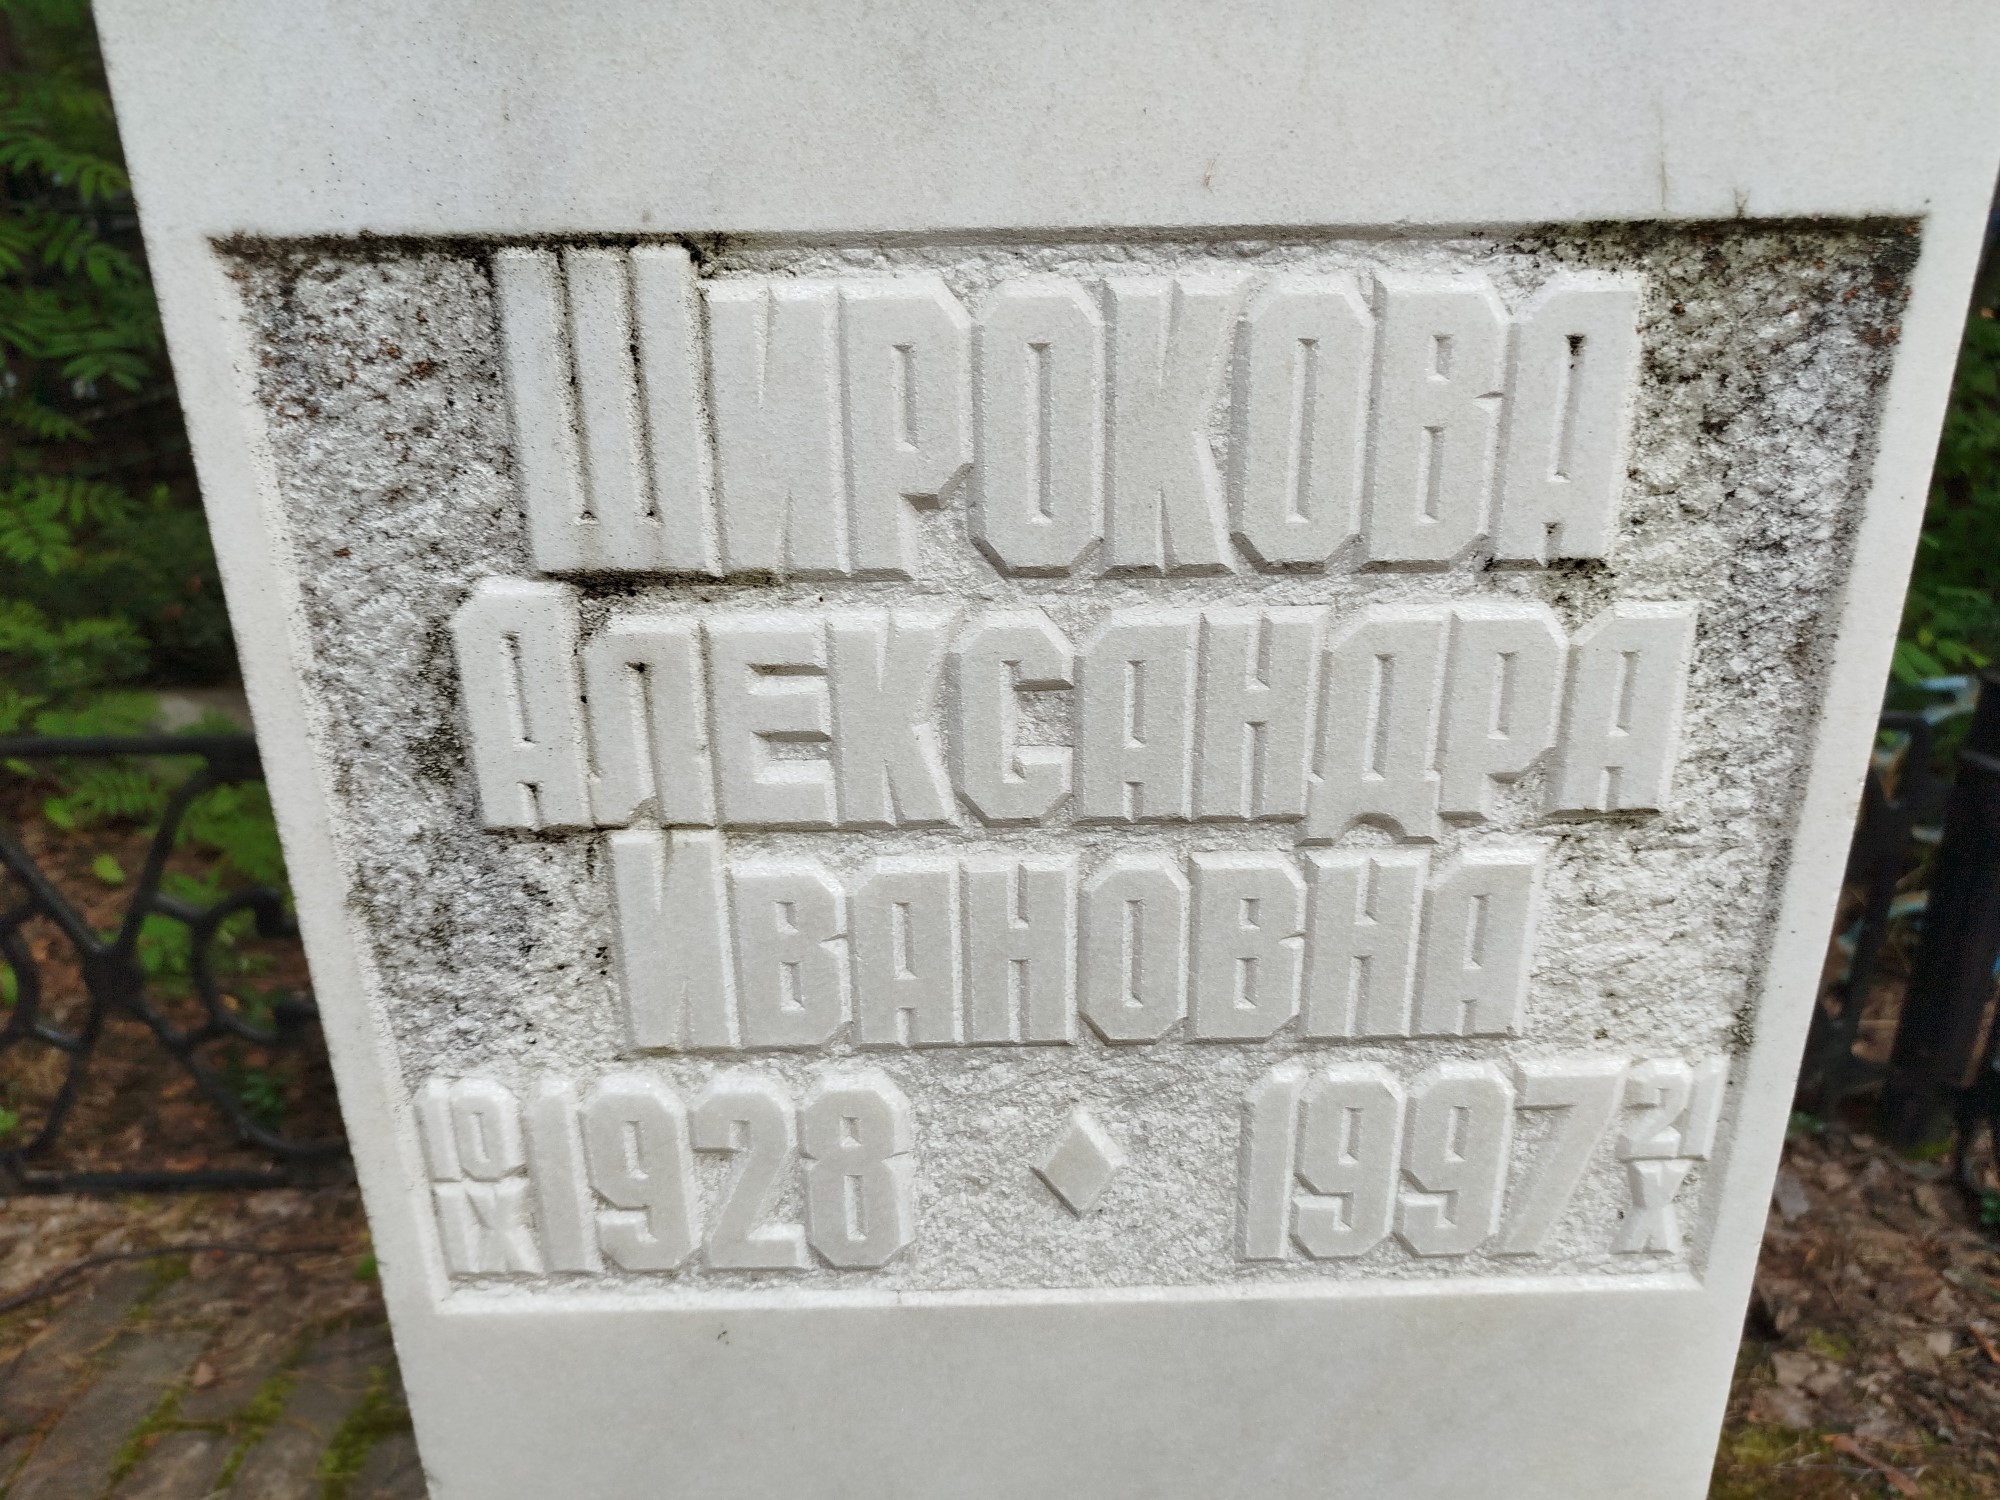 Широкова
Александра
Ивановна
10 IX 1928 ♦ 1997 21 X